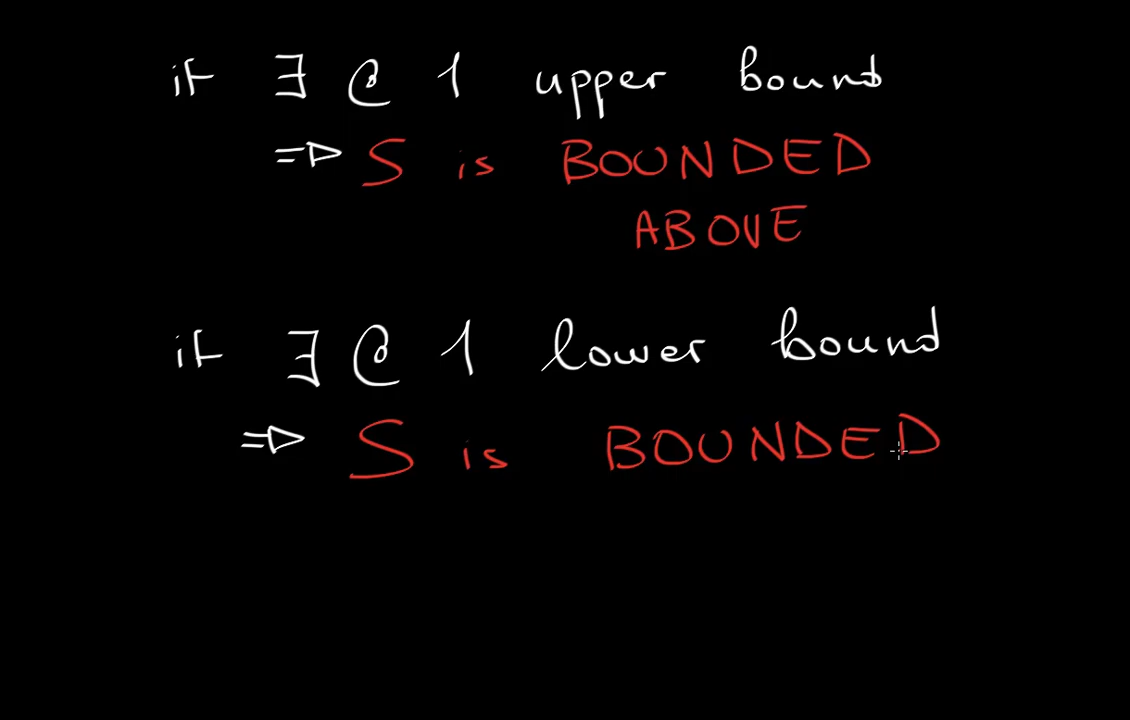 if ∃ @ 1 upper bound
⇒ S is BOUNDED
ABOVE
if ∃ @ 1 lower bound
⇒ S is BOUNDED